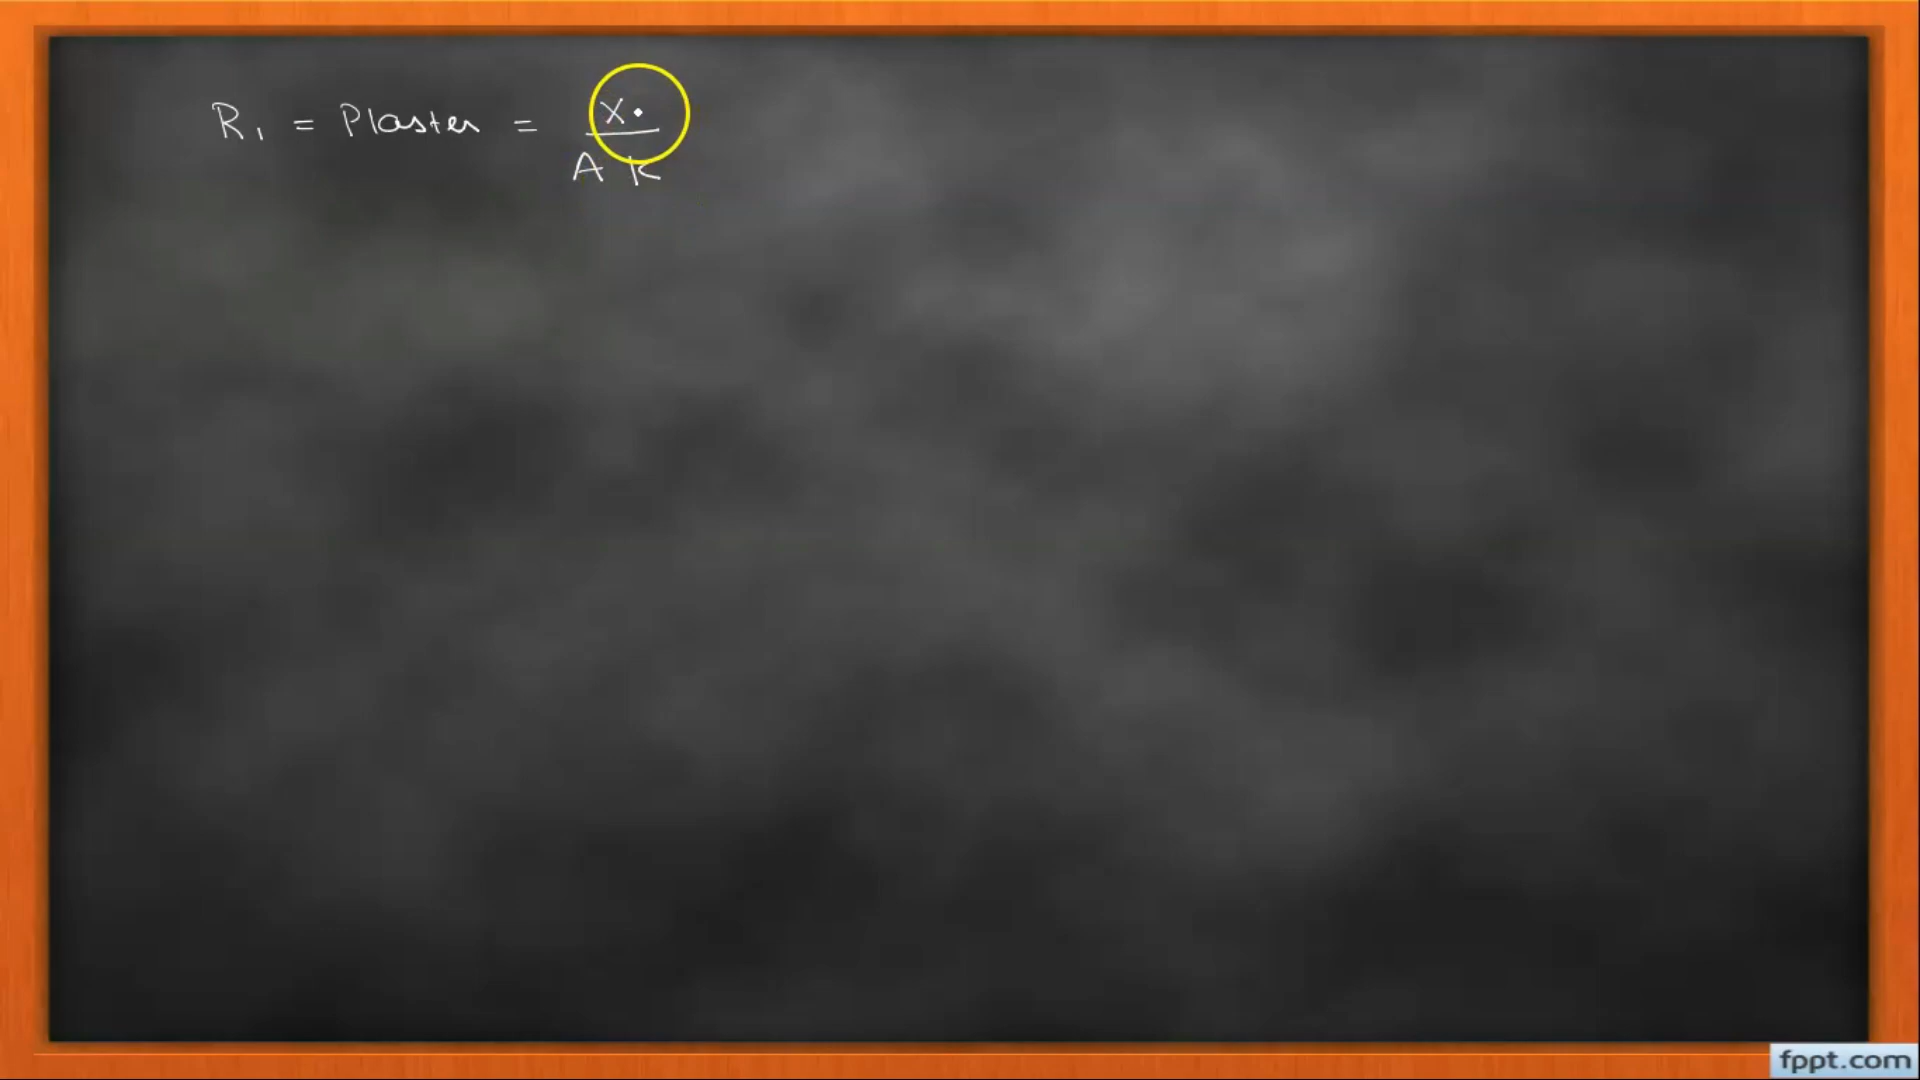 R₁ = Plaster = X
A K
fppt.com